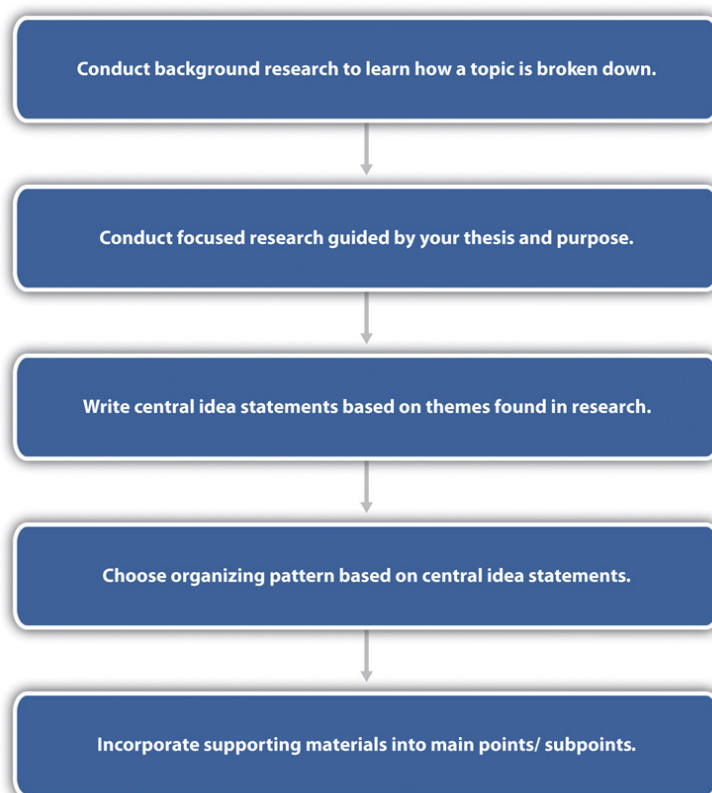 Conduct background research to learn how a topic is broken down.
Conduct focused research guided by your thesis and purpose.
Write central idea statements based on themes found in research.
Choose organizing pattern based on central idea statements.
Incorporate supporting materials into main points/ subpoints.